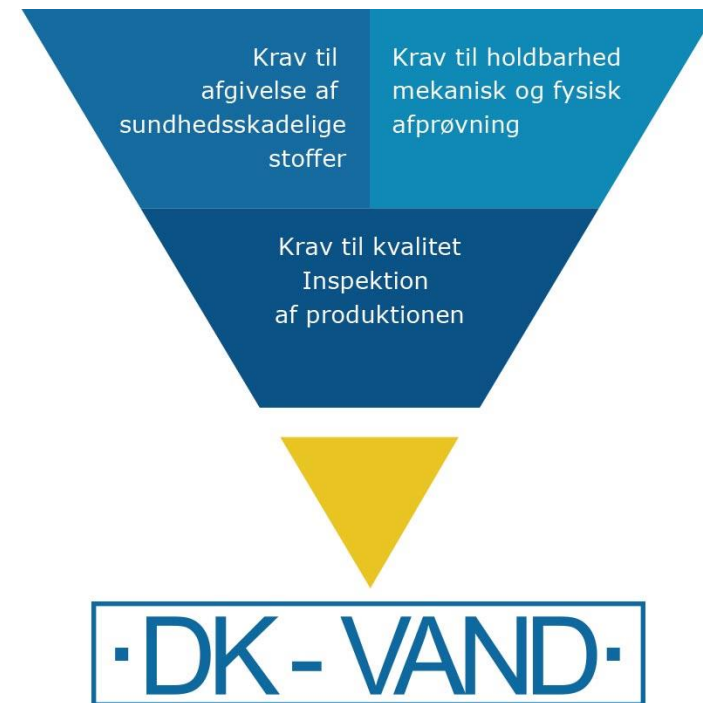 Krav til
afgivelse af
sundhedsskadelige
stoffer
Krav til holdbarhed
mekanisk og fysisk
afprøvning
Krav til kvalitet
Inspektion
af produktionen
·DK - VAND·